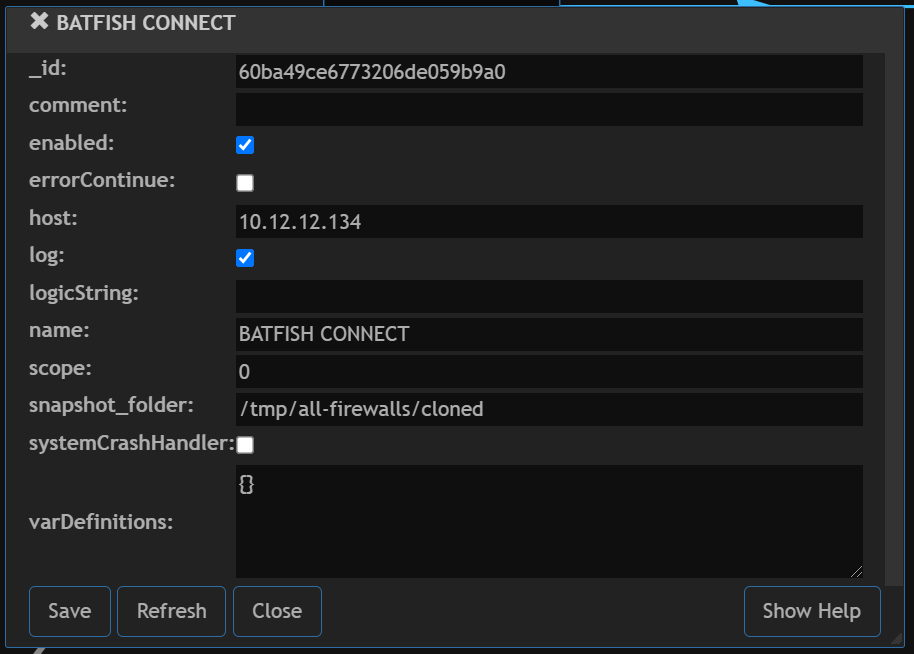 ✖ BATFISH CONNECT
_id: 60ba49ce6773206de059b9a0
comment:
enabled:
errorContinue:
host: 10.12.12.134
log:
logicString:
name: BATFISH CONNECT
scope: 0
snapshot_folder: /tmp/all-firewalls/cloned
systemCrashHandler:
{}
varDefinitions:
Save Refresh Close Show Help